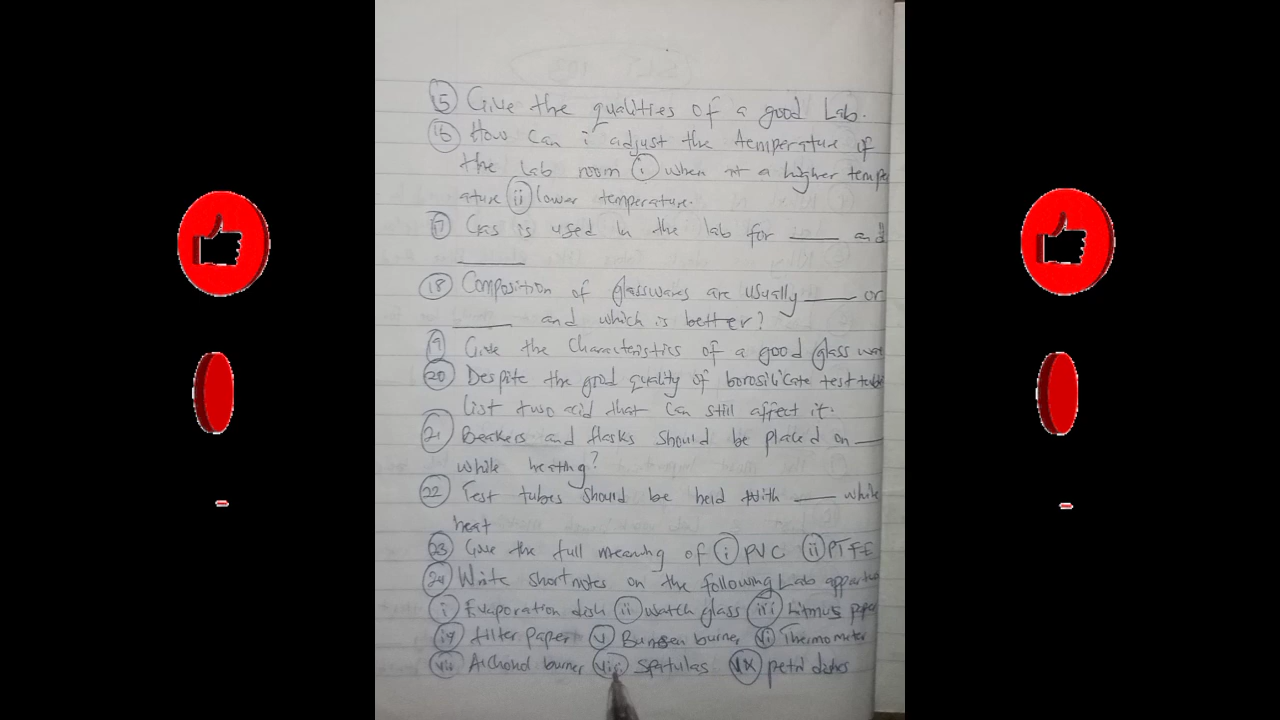 15 Give the qualities of a good Lab.
16 How can i adjust the temperature of
the lab room i when at a higher temper
ature ii lower temperature.
17 Gas is used in the lab for ____ and
____
18 Composition of glasswares are usually ____ or
____ and which is better?
19 Give the characteristics of a good glass
20 Despite the good quality of borosilicate test
list two acid that can still affect it.
21 Beakers and flasks should be placed on ____
while heating?
22 Test tubes should be held with ____ while
heat
23 Give the full meaning of i PVC ii PTFE
24 Write short notes on the following Lab
i Evaporation dish ii watch glass iii Litmus paper
iv filter paper v Bunsen burner vi Thermometer
vii burner viii spatulas petri dishes